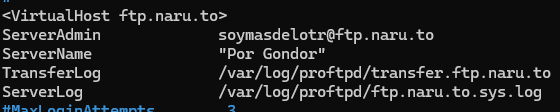 <VirtualHost ftp.naru.to>
ServerAdmin soymasdelotr@ftp.naru.to
ServerName "Por Gondor"
TransferLog /var/log/proftpd/transfer.ftp.naru.to
ServerLog /var/log/proftpd/ftp.naru.to.sys.log
#MaxLoginAttempts 3